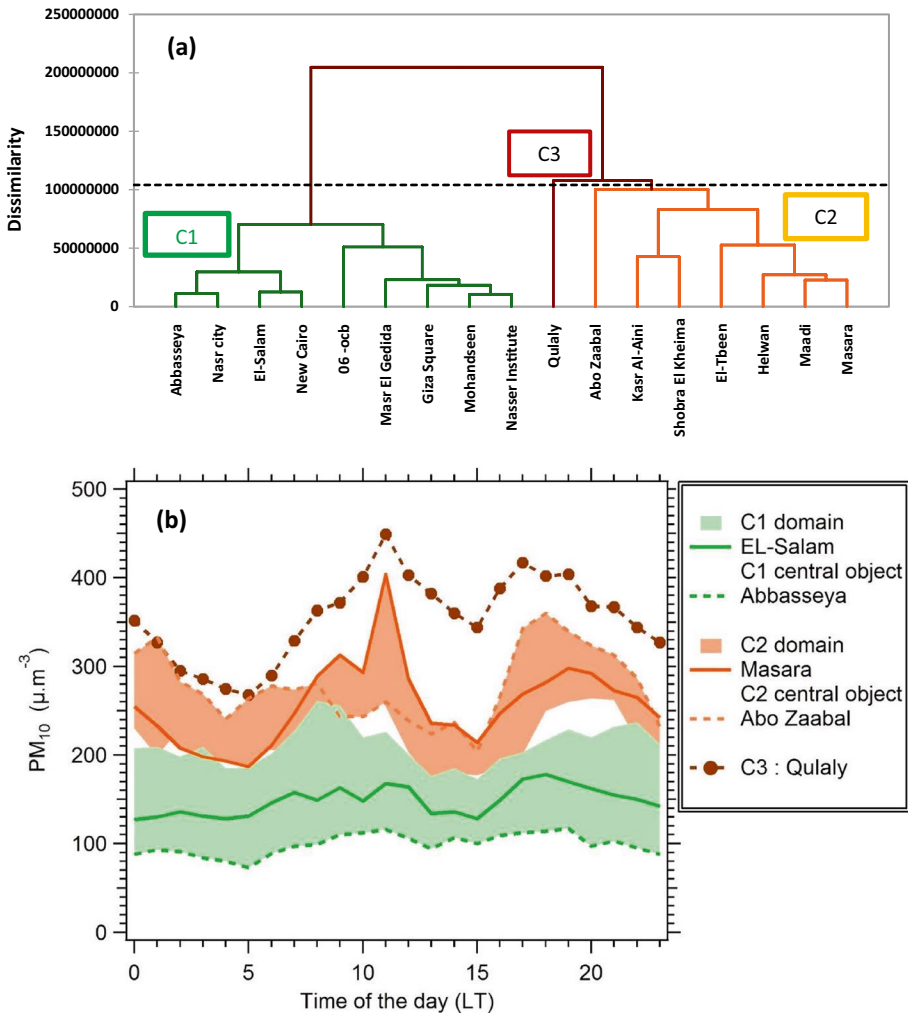 (a)
250000000
200000000
150000000
100000000
50000000
0
Dissimilarity
C1
C3
C2
Abbasseya
Nasr city
El-Salam
New Cairo
06 -ocb
Masr El Gedida
Giza Square
Mohandseen
Nasser Institute
Qulaly
Abo Zaabal
Kasr Al-Aini
Shobra El Kheima
El-Tbeen
Helwan
Maadi
Masara
(b)
500
400
300
200
100
0
PM10 (µ.m-3)
0
5
10
15
20
Time of the day (LT)
C1 domain
EL-Salam
C1 central object
Abbasseya
C2 domain
Masara
C2 central object
Abo Zaabal
C3 : Qulaly